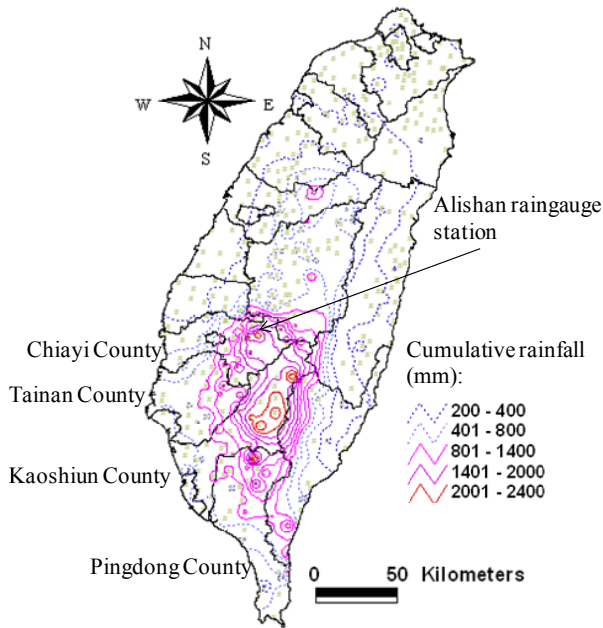 N
W
E
S
Alishan raingauge
station
Chiayi County
Tainan County
Kaoshiun County
Pingdong County
Cumulative rainfall
(mm):
200 - 400
401 - 800
801 - 1400
1401 - 2000
2001 - 2400
0
50 Kilometers